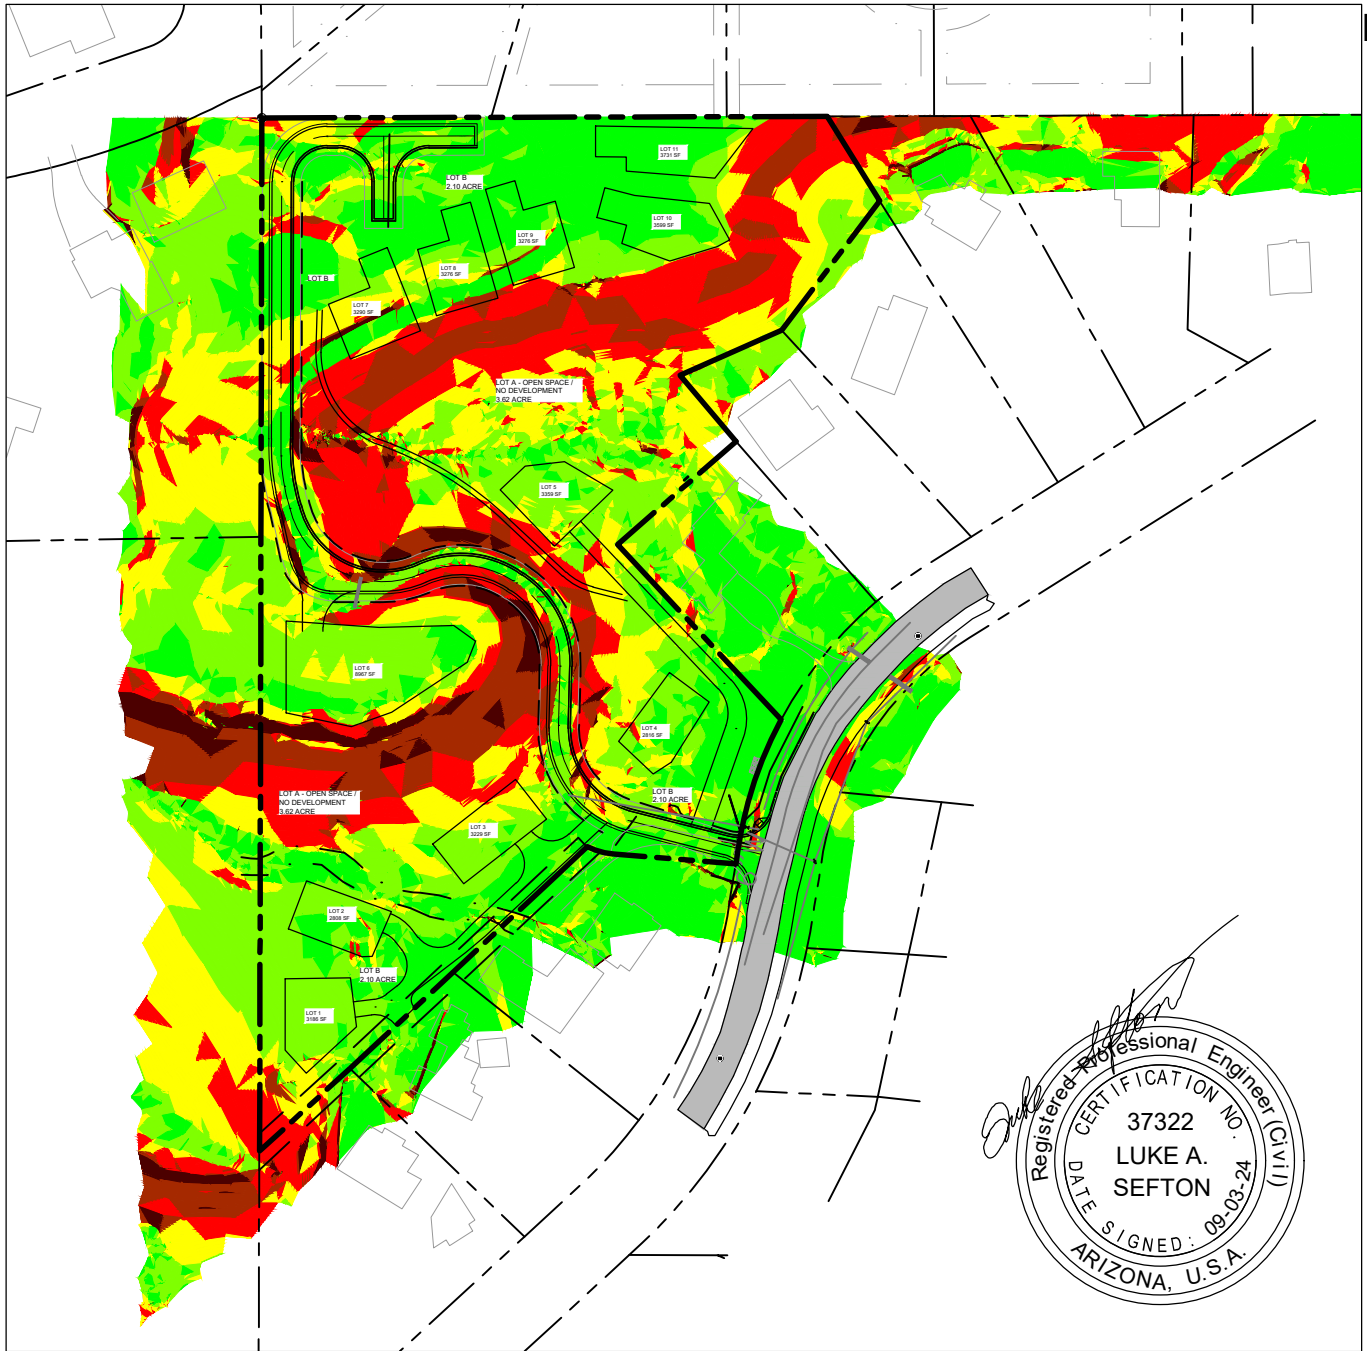 LOT 11
3731 SF
LOT B
2.10 ACRE
LOT 10
3599 SF
LOT 9
3276 SF
LOT 8
3276 SF
LOT B
LOT 7
3290 SF
LOT A - OPEN SPACE /
NO DEVELOPMENT
3.62 ACRE
LOT 5
3359 SF
LOT 6
8967 SF
LOT 4
2816 SF
LOT B
2.10 ACRE
LOT A - OPEN SPACE /
NO DEVELOPMENT
3.62 ACRE
LOT 3
3229 SF
LOT 2
2808 SF
LOT B
2.10 ACRE
LOT 1
3186 SF
Registered Professional Engineer (Civil)
CERTIFICATION NO.
37322
LUKE A.
SEFTON
DATE SIGNED: 09-03-24
ARIZONA, U.S.A.
Luke Sefton